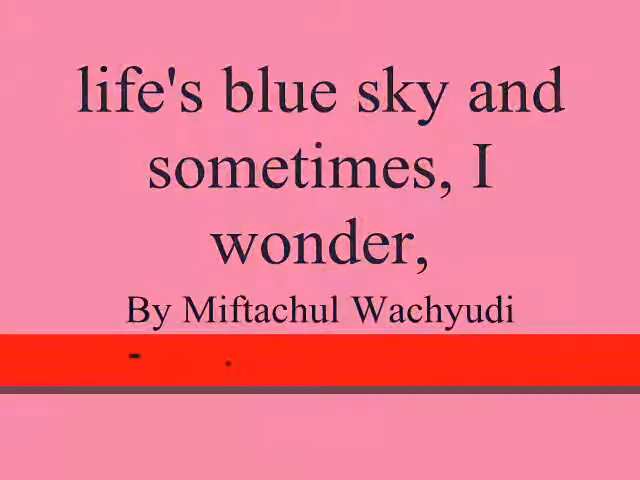 life's blue sky and
sometimes, I
wonder,
By Miftachul Wachyudi